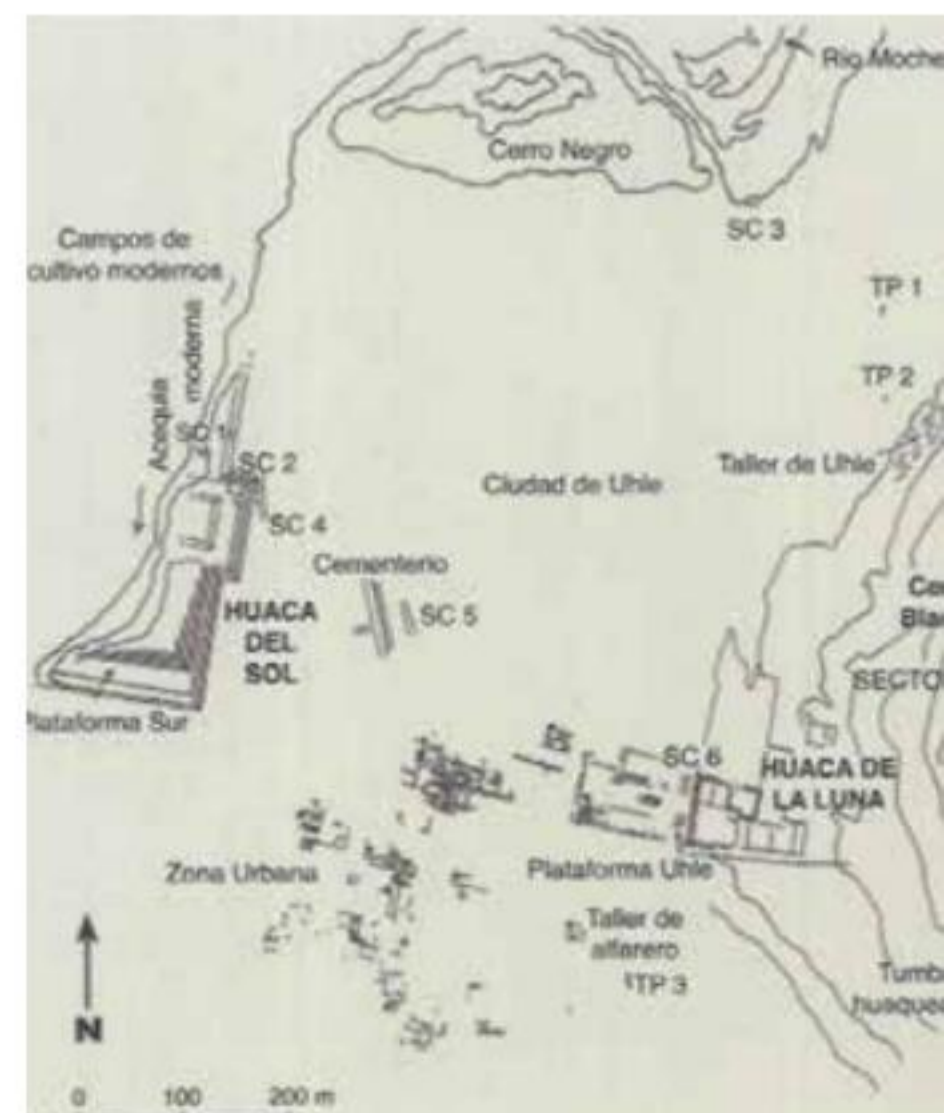 Rio Moche
Cerro Negro
SC 3
Campos de
cultivo modernos
TP 1
Acequia
moderna
TP 2
SC 2
Taller de Uhle
Ciudad de Uhle
SC 4
Cementerio
HUACA
DEL
SOL
SC 5
SECTO
Plataforma Sur
SC 6
HUACA DE
LA LUNA
Zona Urbana
Plataforma Uhle
Taller de
alfarero
TP 3
N
0 100 200 m